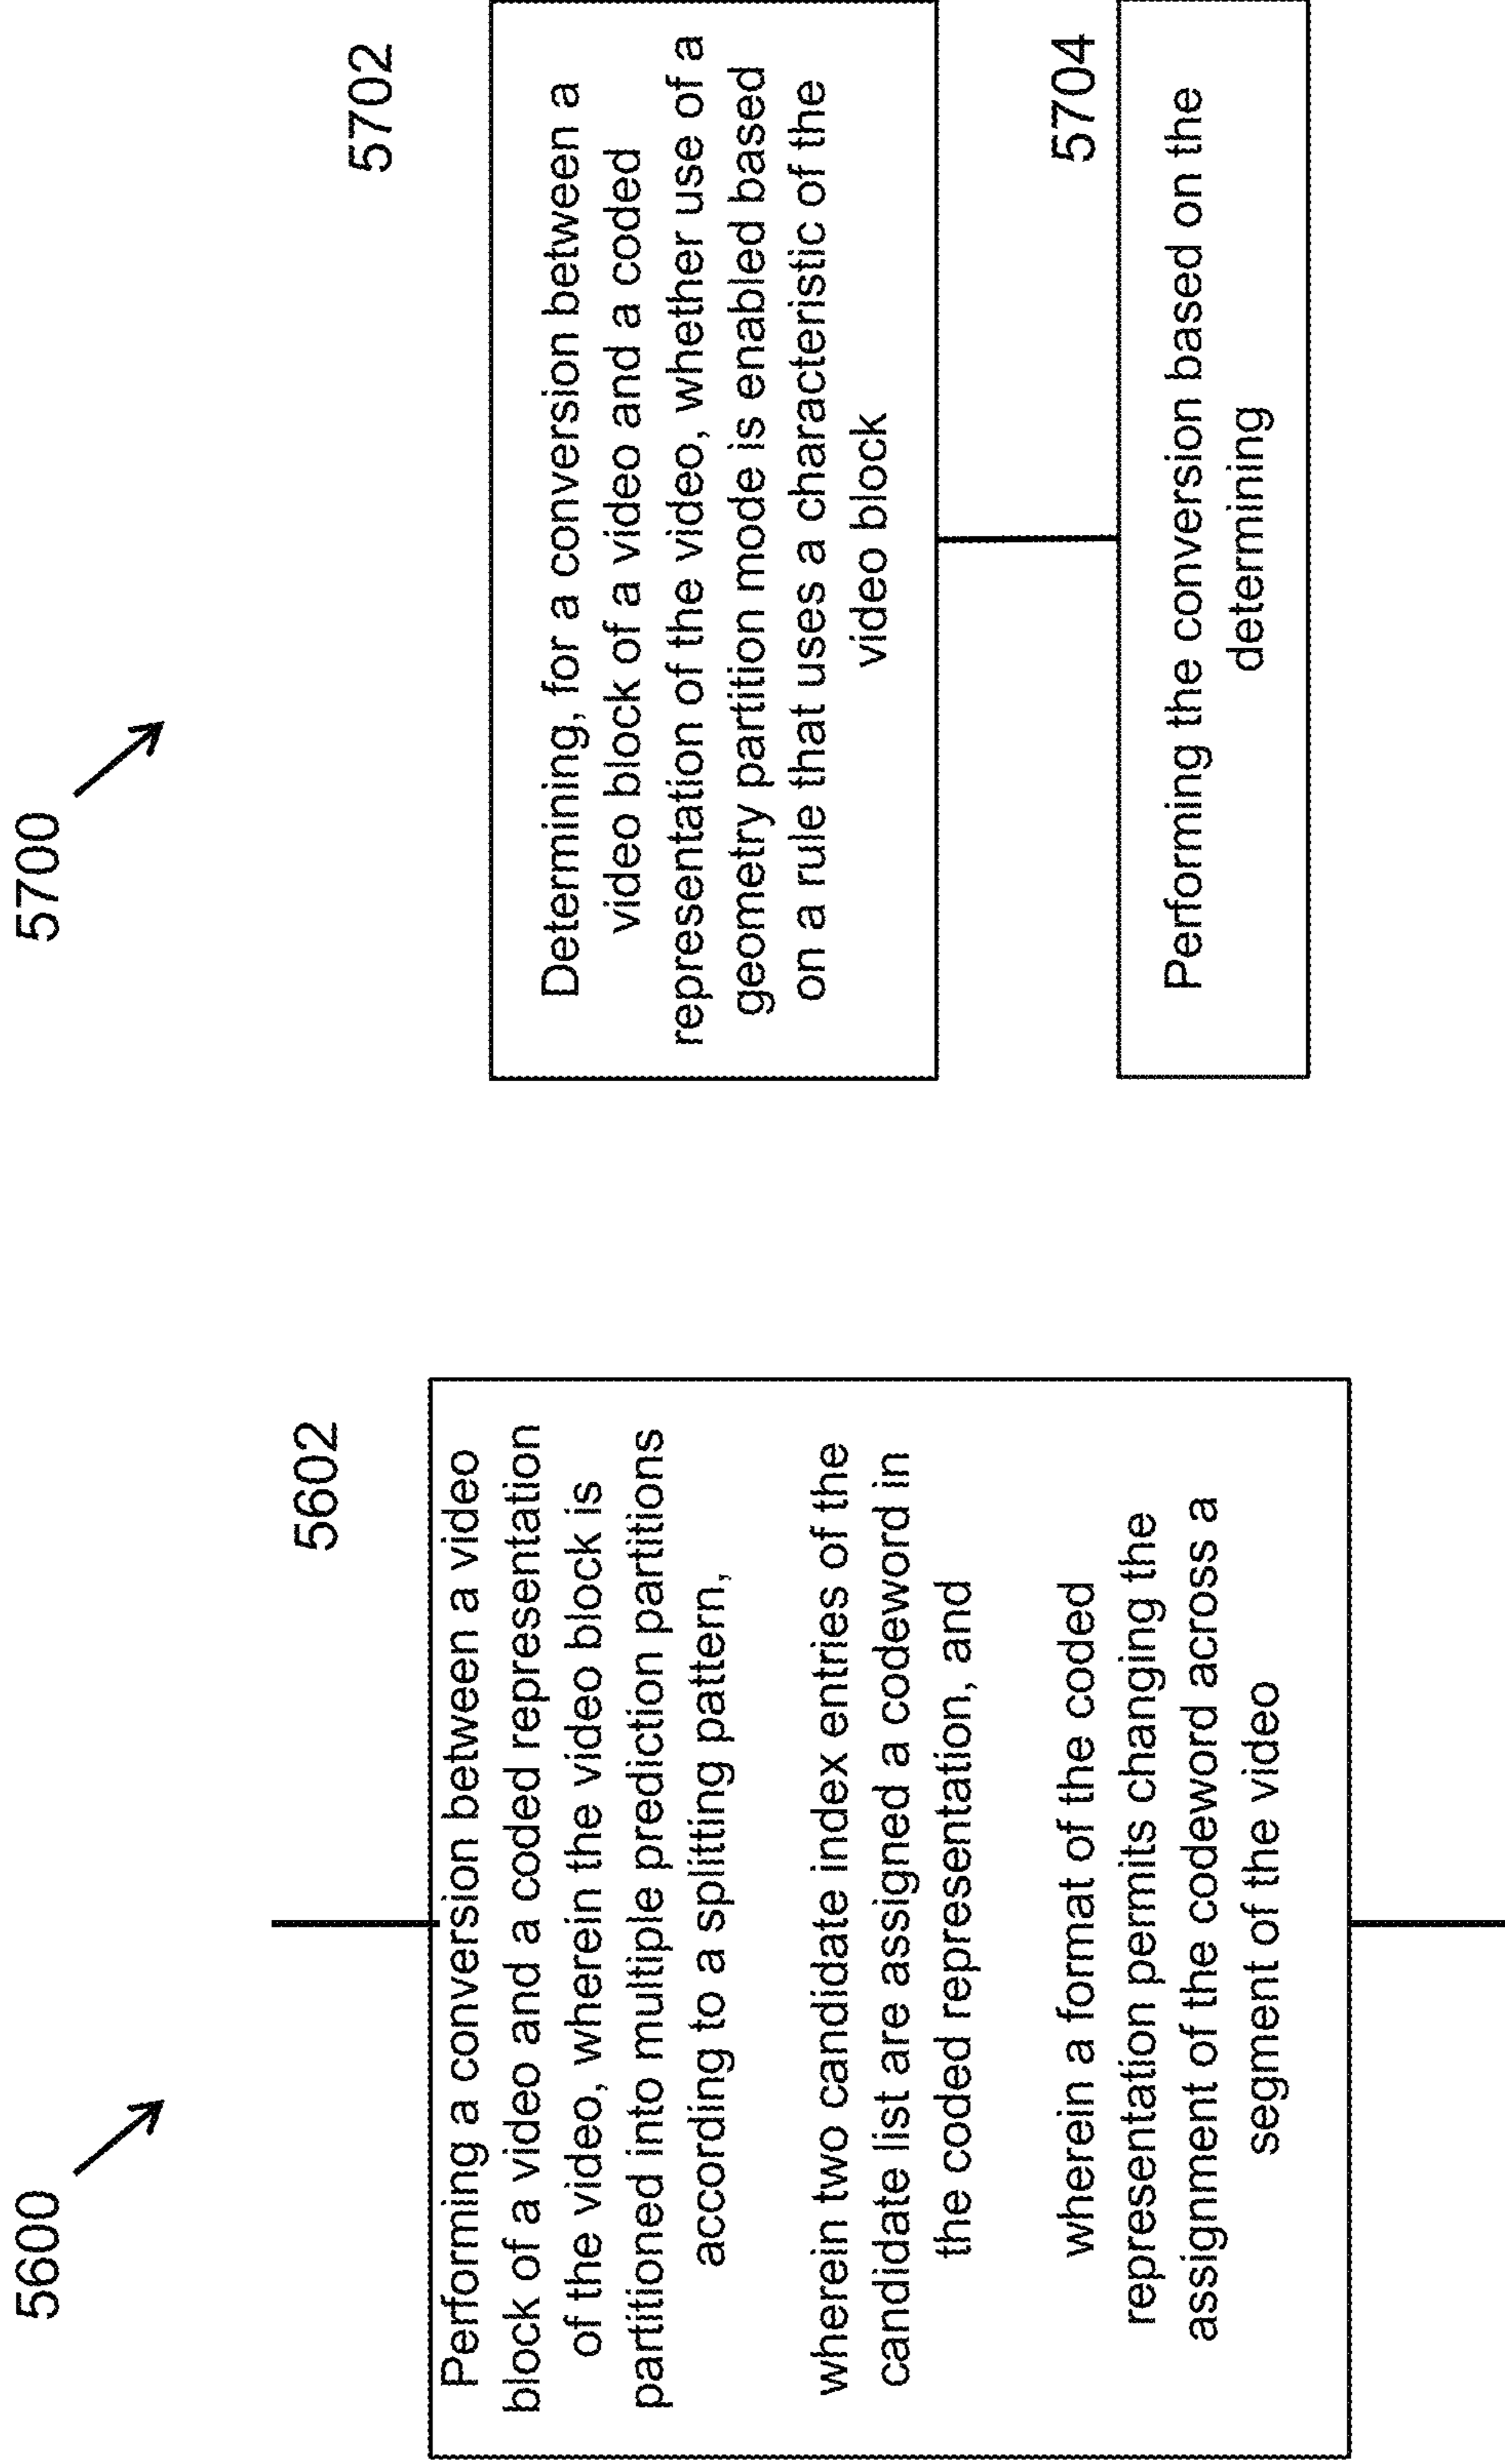 5600
5602
Performing a conversion between a video
block of a video and a coded representation
of the video, wherein the video block is
partitioned into multiple prediction partitions
according to a splitting pattern,
wherein two candidate index entries of the
candidate list are assigned a codeword in
the coded representation, and
wherein a format of the coded
representation permits changing the
assignment of the codeword across a
segment of the video
5700
5702
Determining, for a conversion between a
video block of a video and a coded
representation of the video, whether use of a
geometry partition mode is enabled based
on a rule that uses a characteristic of the
video block
5704
Performing the conversion based on the
determining